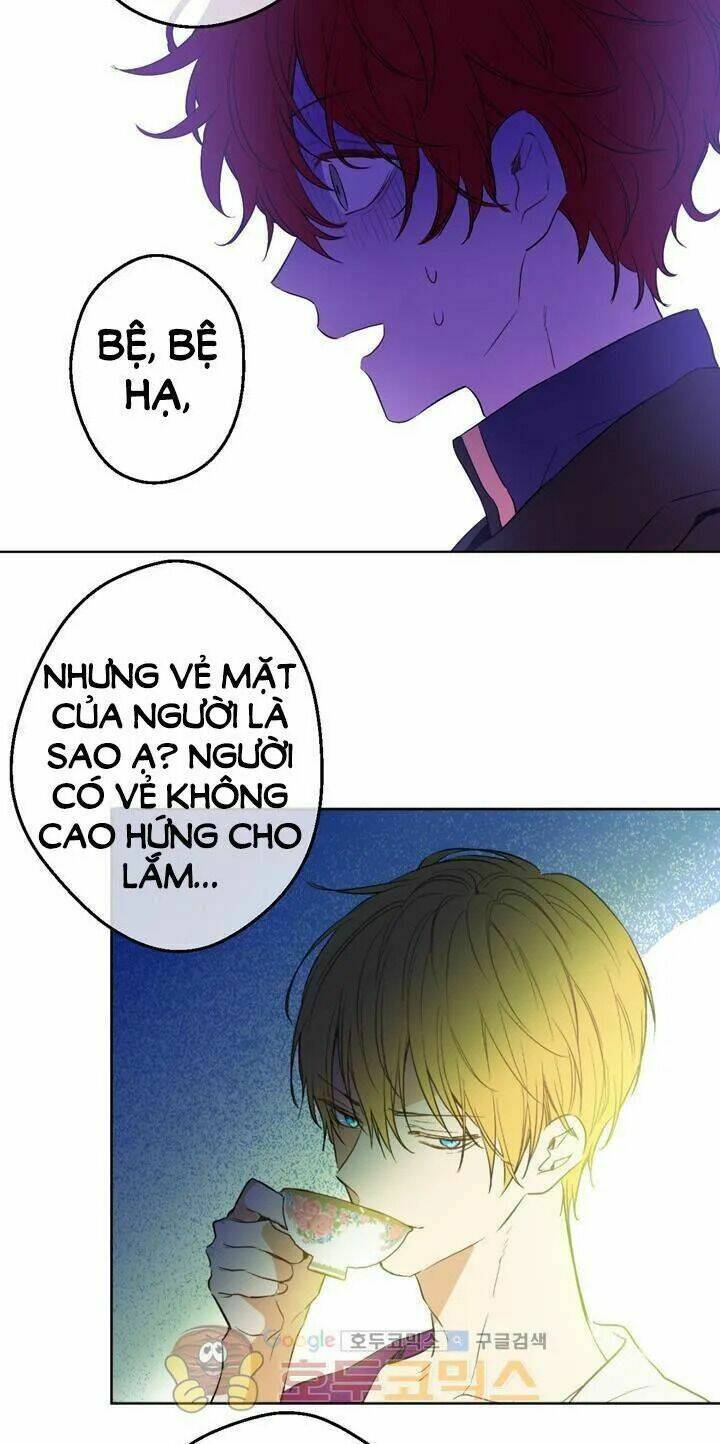 BỆ, BỆ
HẠ,
NHƯNG VẺ MẶT
CỦA NGƯỜI LÀ
SAO Ạ? NGƯỜI
CÓ VẺ KHÔNG
CAO HỨNG CHO
LẮM...
Google 호두코믹스 구글검색
호두코믹스